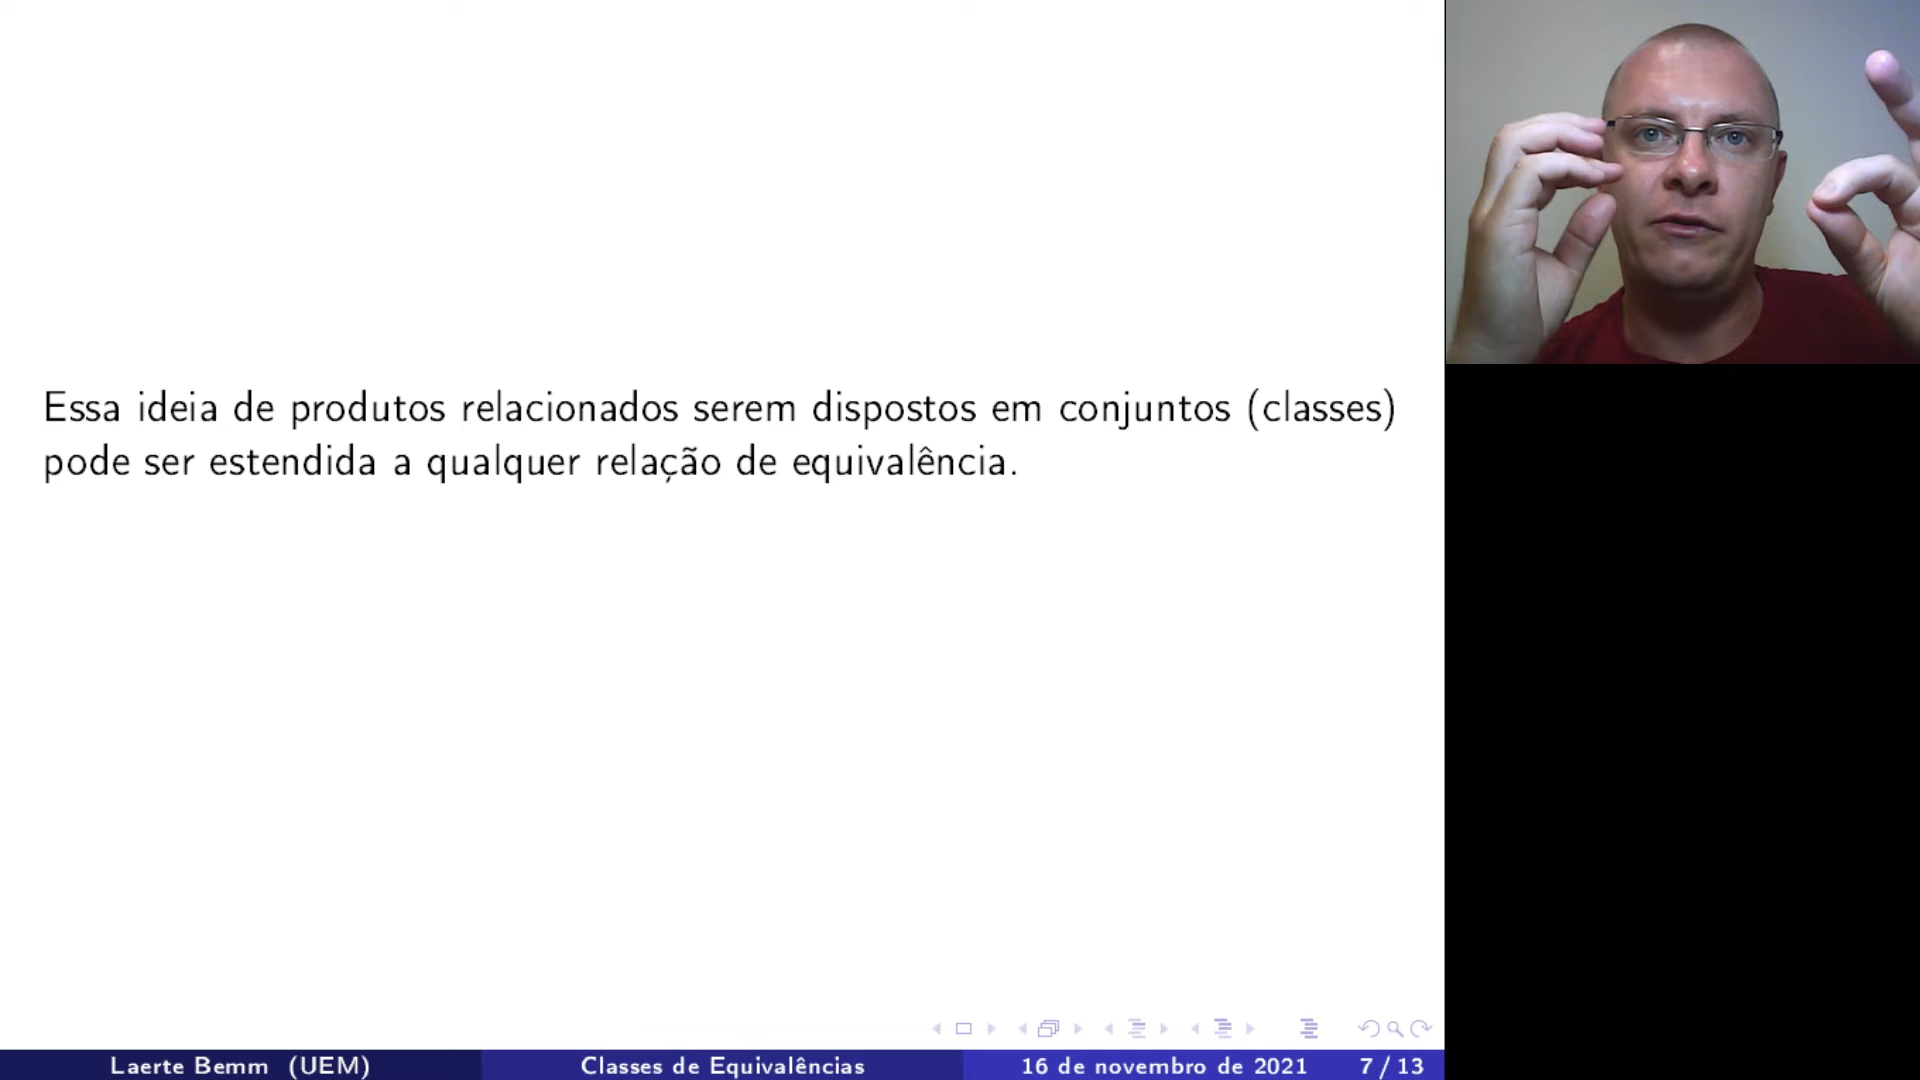 Essa ideia de produtos relacionados serem dispostos em conjuntos (classes)
pode ser estendida a qualquer relação de equivalência.
Laerte Bemm (UEM)
Classes de Equivalências
16 de novembro de 2021
7 / 13